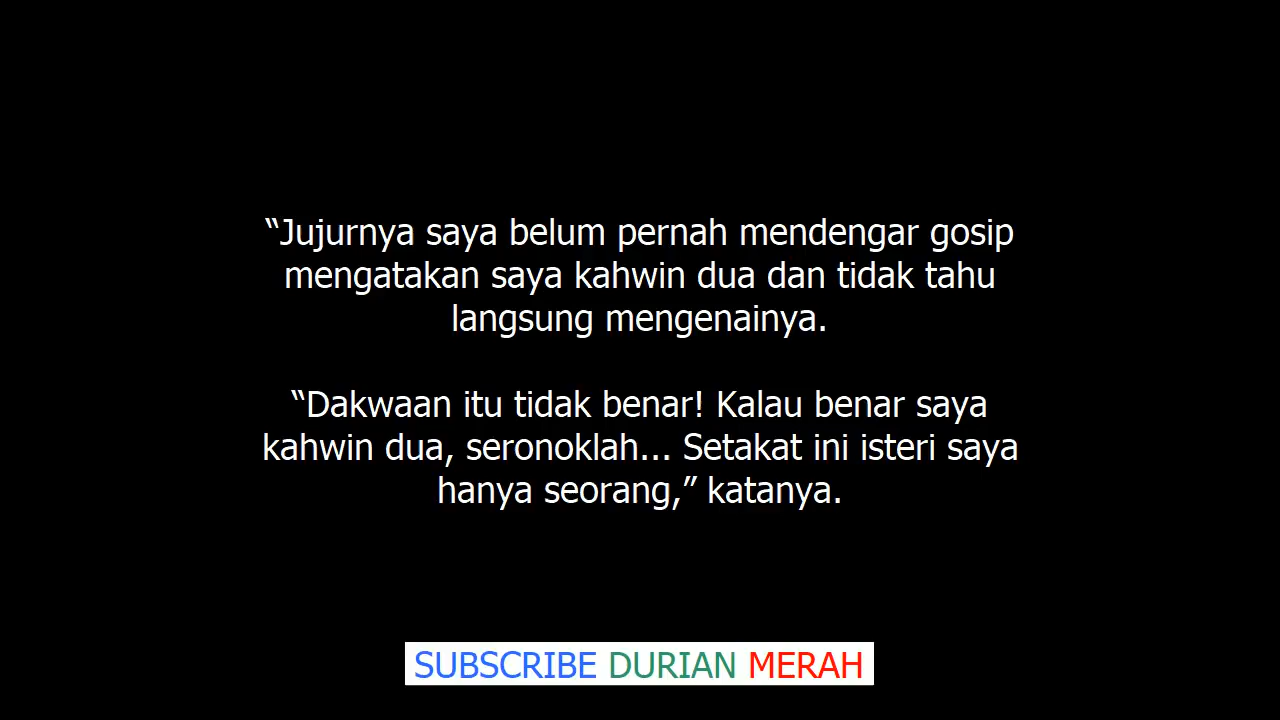 “Jujurnya saya belum pernah mendengar gosip
mengatakan saya kahwin dua dan tidak tahu
langsung mengenainya.
“Dakwaan itu tidak benar! Kalau benar saya
kahwin dua, seronoklah... Setakat ini isteri saya
hanya seorang,” katanya.
SUBSCRIBE DURIAN MERAH